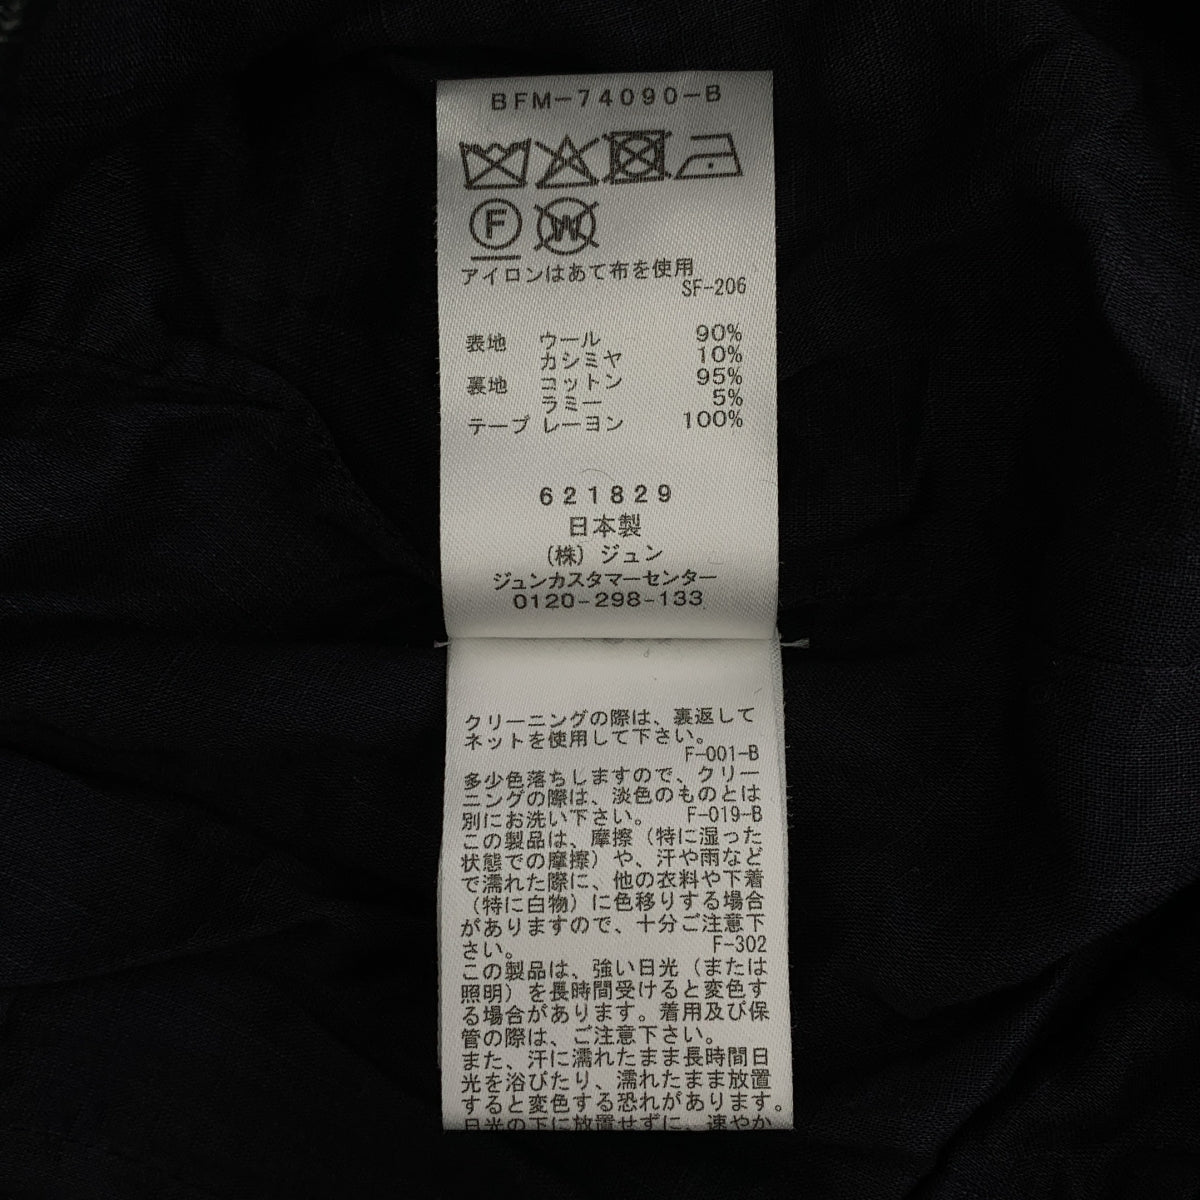 BFM-74090-B
F W
アイロンはあて布を使用
SF-206
表地 ウール 90%
カシミヤ 10%
裏地 コットン 95%
ラミー 5%
テープ レーヨン 100%
621829
日本製
(株) ジュン
ジュンカスタマーセンター
0120-298-133
クリーニングの際は、裏返して
ネットを使用して下さい。
F-001-B
多少色落ちしますので、クリー
ニングの際は、淡色のものとは
別にお洗い下さい。 F-019-B
この製品は、摩擦（特に湿った
状態での摩擦）や、汗や雨など
で濡れた際に、他の衣料や下着
（特に白物）に色移りする場合
がありますので、十分ご注意下
さい。 F-302
この製品は、強い日光（または
照明）を長時間受けると変色す
る場合があります。着用及び保
管の際は、ご注意下さい。
また、汗に濡れたまま長時間日
光を浴びたり、濡れたまま放置
すると変色する恐れがあります。
日光の下に放置せずに、速やか